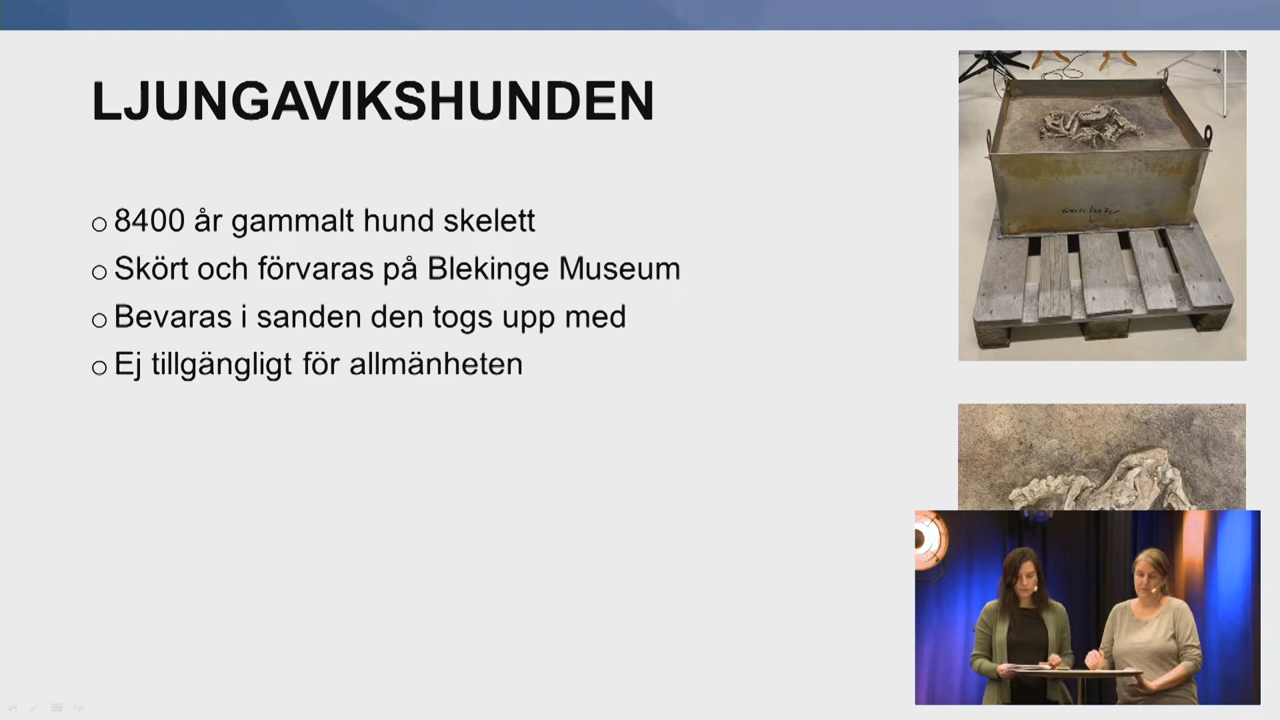 LJUNGAVIKSHUNDEN
8400 år gammalt hund skelett
Skört och förvaras på Blekinge Museum
Bevaras i sanden den togs upp med
Ej tillgängligt för allmänheten